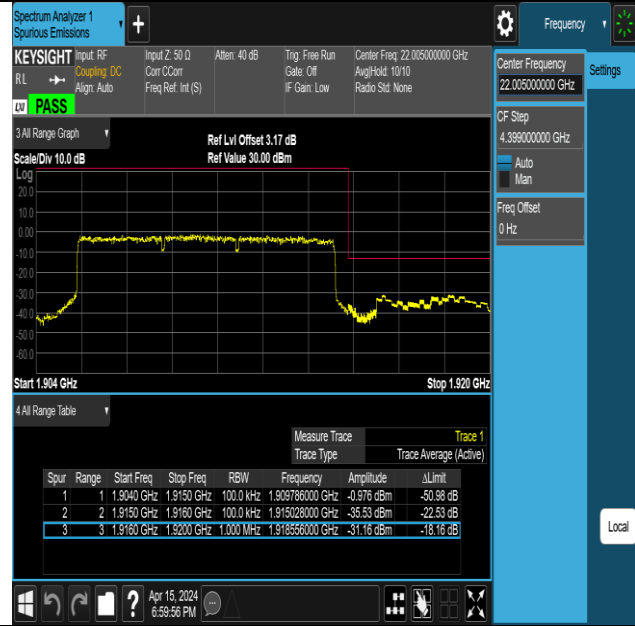 Spectrum Analyzer 1
Spurious Emissions
+
Frequency
KEYSIGHT
RL
LXI
PASS
Input: RF
Coupling: DC
Align: Auto
Input Z: 50 Ω
Corr CCorr
Freq Ref: Int (S)
Atten: 40 dB
Trig: Free Run
Gate: Off
IF Gain: Low
Center Freq: 22.005000000 GHz
Avg|Hold: 10/10
Radio Std: None
Center Frequency
22.005000000 GHz
Settings
CF Step
4.399000000 GHz
Auto
Man
Freq Offset
0 Hz
3 All Range Graph
Scale/Div 10.0 dB
Ref Lvl Offset 3.17 dB
Ref Value 30.00 dBm
Log
20.0
10.0
0.00
-10.0
-20.0
-30.0
-40.0
-50.0
-60.0
Start 1.904 GHz
Stop 1.920 GHz
4 All Range Table
Measure Trace Trace 1
Trace Type Trace Average (Active)
Spur Range Start Freq Stop Freq RBW Frequency Amplitude ΔLimit
1 1 1.9040 GHz 1.9150 GHz 100.0 kHz 1.909786000 GHz -0.976 dBm -50.98 dB
2 2 1.9150 GHz 1.9160 GHz 100.0 kHz 1.915028000 GHz -35.53 dBm -22.53 dB
3 3 1.9160 GHz 1.9200 GHz 1.000 MHz 1.918556000 GHz -31.16 dBm -18.16 dB
Local
?
Apr 15, 2024
6:59:56 PM